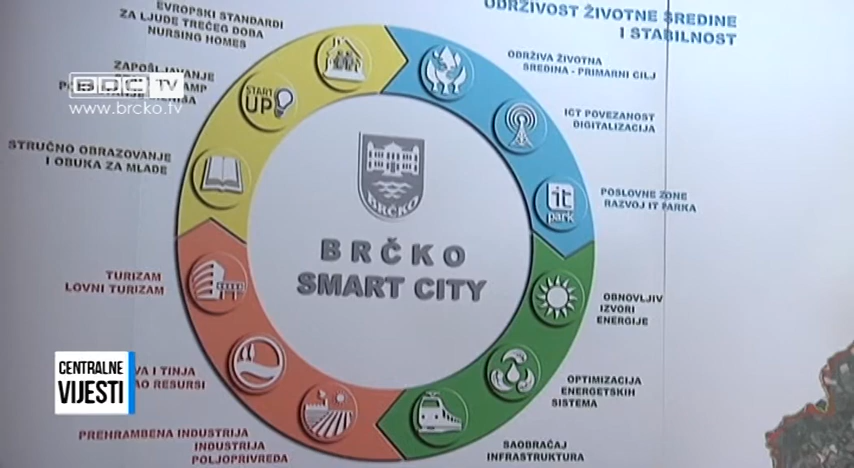 EVROPSKI STANDARDI
ZA LJUDE TREĆEG DOBA
NURSING HOMES
ZAPOŠLJAVANJE
STRUČNO OBRAZOVANJE
I OBUKA ZA MLADE
TURIZAM
LOVNI TURIZAM
I TINJA
RESURSI
PREHRAMBENA INDUSTRIJA
INDUSTRIJA
POLJOPRIVREDA
START
UP
BRČKO
BRČKO
SMART CITY
it
park
ODRŽIVOST ŽIVOTNE SREDINE
I STABILNOST
ODRŽIVA ŽIVOTNA
SREDINA - PRIMARNI CILJ
ICT POVEZANOST
DIGITALIZACIJA
POSLOVNE ZONE
RAZVOJ IT PARKA
OBNOVLJIV
IZVORI
ENERGIJE
OPTIMIZACIJA
ENERGETSKIH
SISTEMA
SAOBRAĆAJ
INFRASTRUKTURA
BDC TV
www.brcko.tv
CENTRALNE
VIJESTI